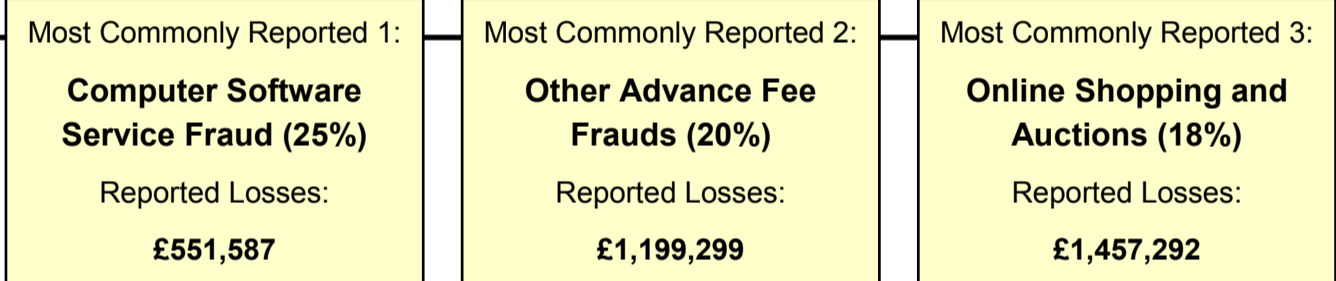 Most Commonly Reported 1:
Computer Software
Service Fraud (25%)
Reported Losses:
£551,587
Most Commonly Reported 2:
Other Advance Fee
Frauds (20%)
Reported Losses:
£1,199,299
Most Commonly Reported 3:
Online Shopping and
Auctions (18%)
Reported Losses:
£1,457,292